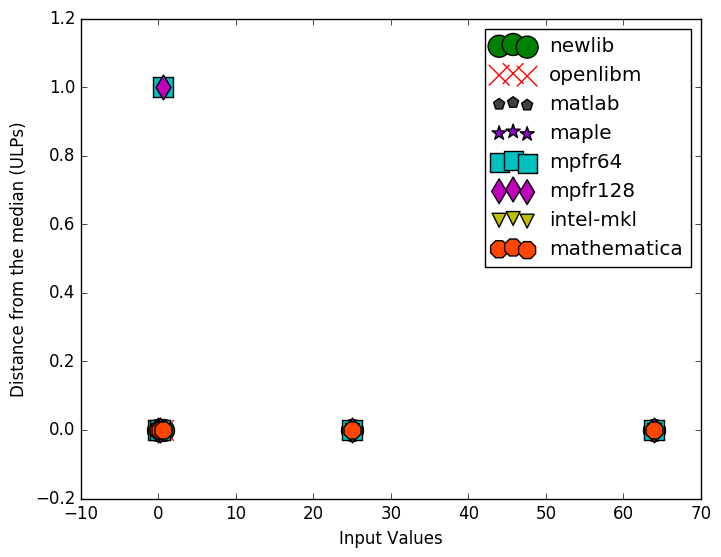 1.2
1.0
0.8
0.6
0.4
0.2
0.0
−0.2
−10 0 10 20 30 40 50 60 70
Distance from the median (ULPs)
Input Values
newlib
openlibm
matlab
maple
mpfr64
mpfr128
intel-mkl
mathematica